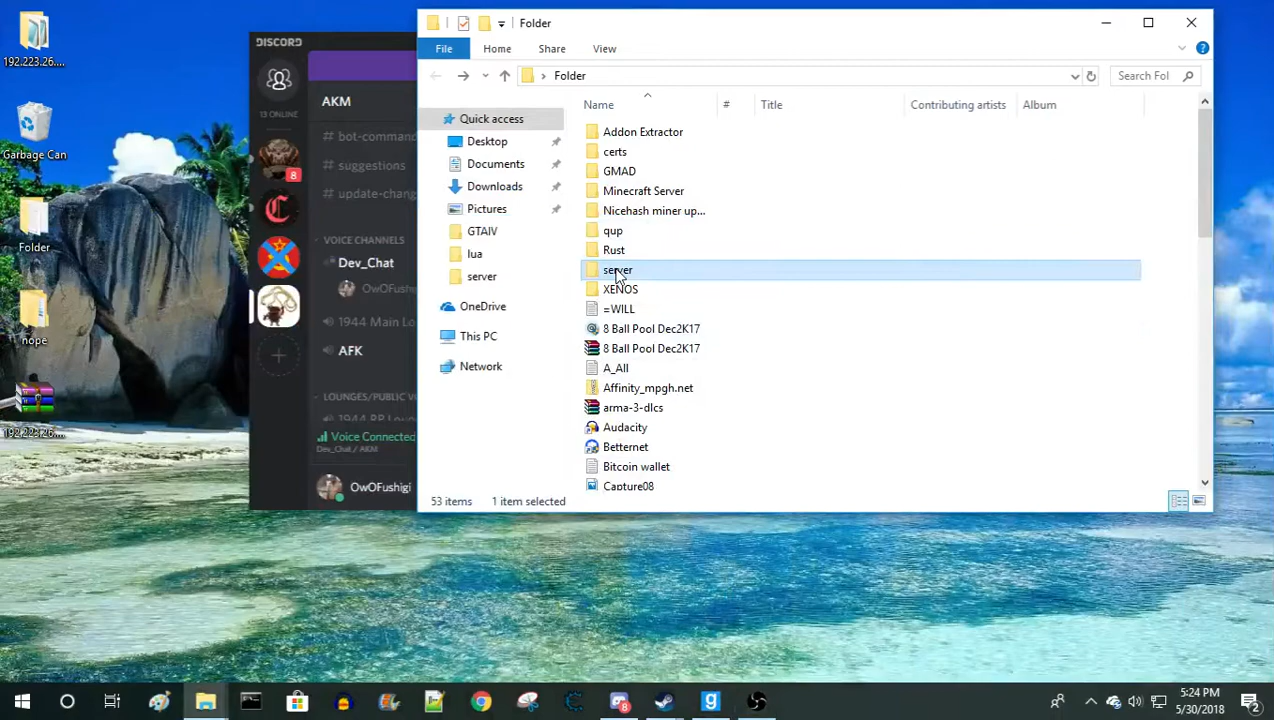 192.223.26....
Garbage Can
Folder
nope
192.223.26....
DISCORD
13 ONLINE
8
AKM
# bot-command
# suggestions
# update-chang
VOICE CHANNELS
Dev_Chat
OwOFushigi
1944 Main Lo
AFK
LOUNGES/PUBLIC VO
Voice Connected
Dev_Chat / AKM
OwOFushigi
Folder
File
Home
Share
View
Folder
Search Fol
Name
#
Title
Contributing artists
Album
Quick access
Desktop
Documents
Downloads
Pictures
GTAIV
lua
server
OneDrive
This PC
Network
Addon Extractor
certs
GMAD
Minecraft Server
Nicehash miner up...
qup
Rust
server
XENOS
=WILL
8 Ball Pool Dec2K17
8 Ball Pool Dec2K17
A_All
Affinity_mpgh.net
arma-3-dlcs
Audacity
Betternet
Bitcoin wallet
Capture08
53 items
1 item selected
8
5:24 PM
5/30/2018
2